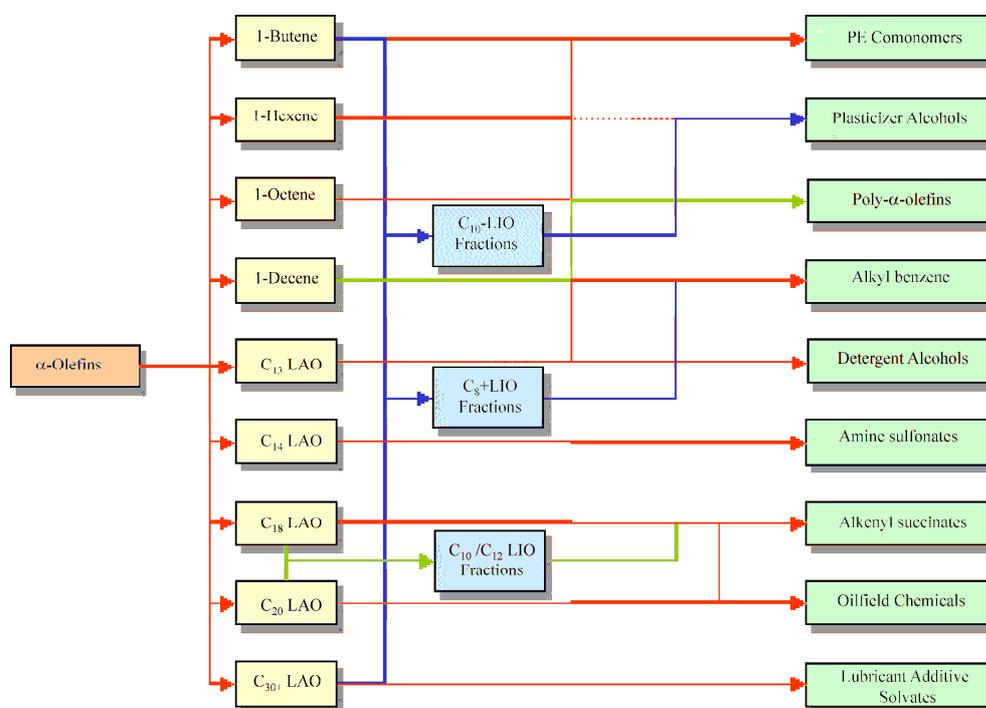 1-Butene
PE Comonomers
1-Hexene
Plasticizer Alcohols
1-Octene
Poly-α-olefins
C₁₀-LIO
Fractions
1-Decene
Alkyl benzene
α-Olefins
C₁₃ LAO
Detergent Alcohols
C₈+LIO
Fractions
C₁₄ LAO
Amine sulfonates
C₁₈ LAO
Alkenyl succinates
C₁₀ /C₁₂ LIO
Fractions
C₂₀ LAO
Oilfield Chemicals
C₃₀₊ LAO
Lubricant Additive
Solvates